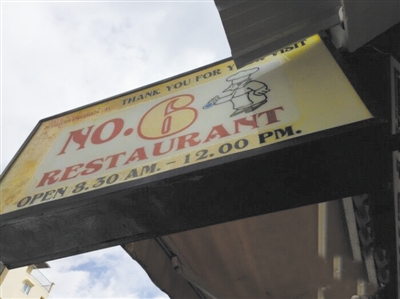 THANK YOU FOR YOUR VISIT
NO. 6
RESTAURANT
OPEN 8.30 AM. - 12.00 PM.